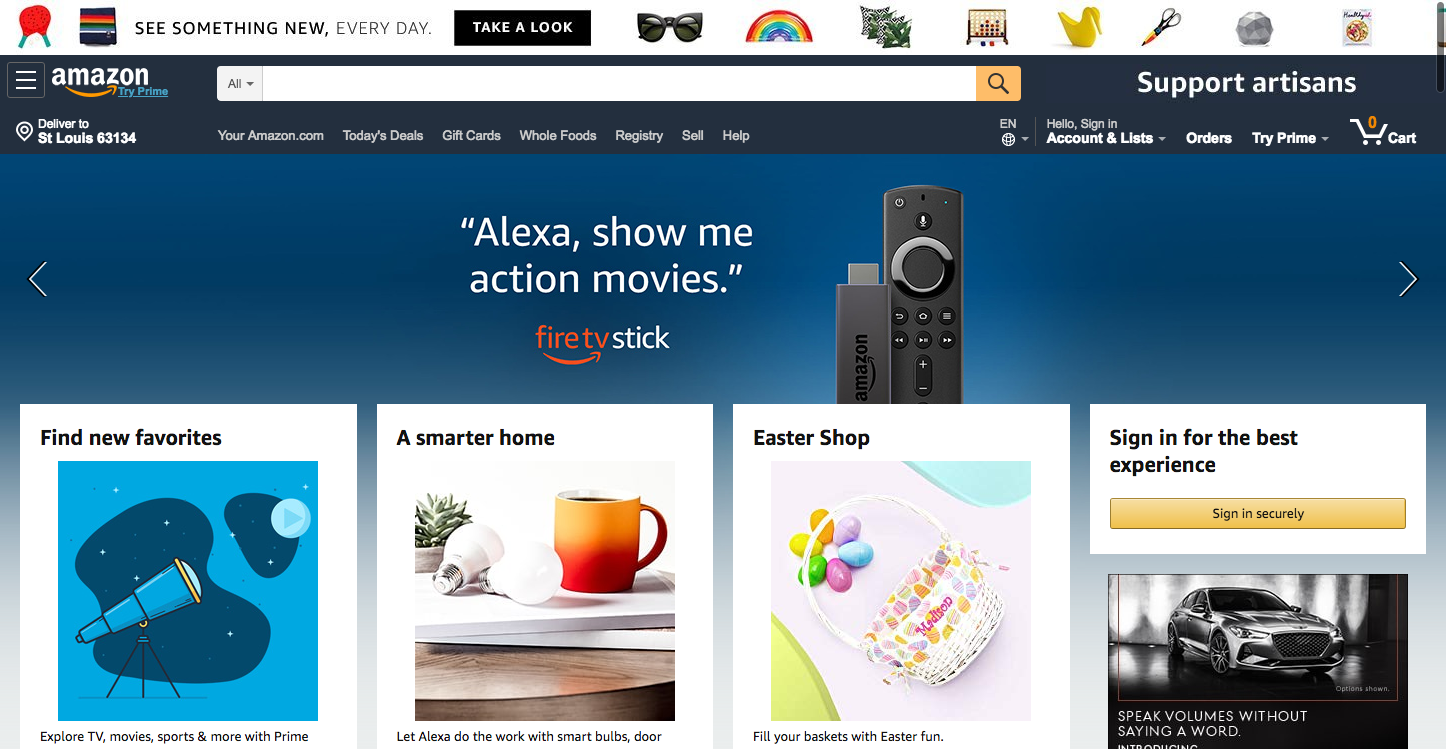 SEE SOMETHING NEW, EVERY DAY.
TAKE A LOOK
Healthyish
amazon
Try Prime
All
Support artisans
Deliver to
St Louis 63134
Your Amazon.com Today's Deals Gift Cards Whole Foods Registry Sell Help
EN
Hello, Sign in
Account & Lists
Orders
Try Prime
0
Cart
“Alexa, show me
action movies.”
fire tv stick
amazon
Find new favorites
Explore TV, movies, sports & more with Prime
A smarter home
Let Alexa do the work with smart bulbs, door
Easter Shop
Madison
Fill your baskets with Easter fun.
Sign in for the best
experience
Sign in securely
Options shown.
SPEAK VOLUMES WITHOUT
SAYING A WORD.
INTRODUCING